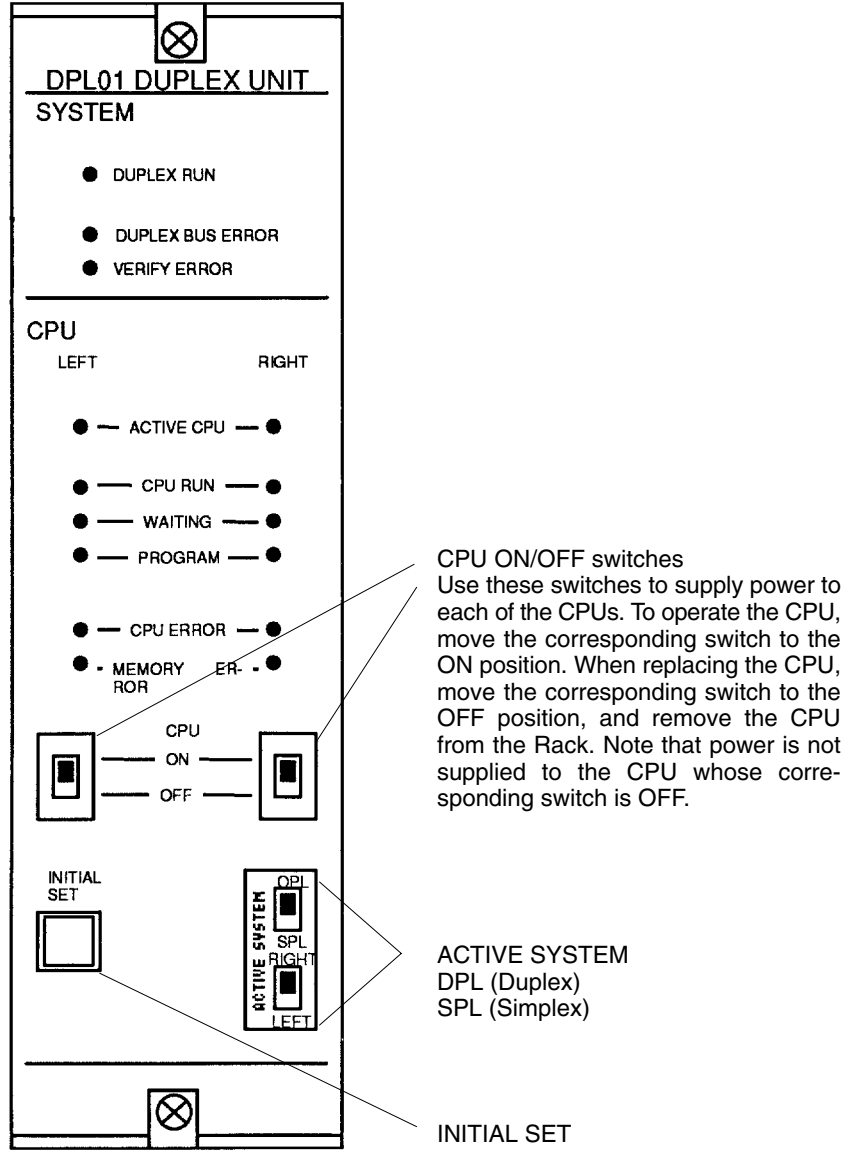 DPL01 DUPLEX UNIT
SYSTEM
DUPLEX RUN
DUPLEX BUS ERROR
VERIFY ERROR
CPU
LEFT RIGHT
ACTIVE CPU
CPU RUN
WAITING
PROGRAM
CPU ERROR
MEMORY ER-
ROR
CPU
ON
OFF
INITIAL
SET
ACTIVE SYSTEM
DPL
SPL
RIGHT
LEFT
CPU ON/OFF switches
Use these switches to supply power to
each of the CPUs. To operate the CPU,
move the corresponding switch to the
ON position. When replacing the CPU,
move the corresponding switch to the
OFF position, and remove the CPU
from the Rack. Note that power is not
supplied to the CPU whose corre-
sponding switch is OFF.
ACTIVE SYSTEM
DPL (Duplex)
SPL (Simplex)
INITIAL SET